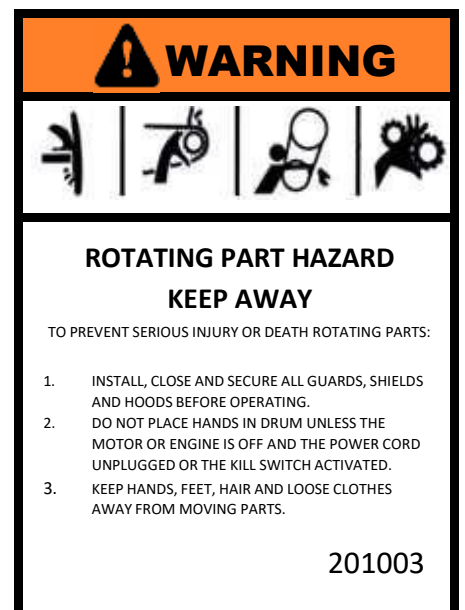 WARNING
ROTATING PART HAZARD
KEEP AWAY
TO PREVENT SERIOUS INJURY OR DEATH ROTATING PARTS:
1. INSTALL, CLOSE AND SECURE ALL GUARDS, SHIELDS
AND HOODS BEFORE OPERATING.
2. DO NOT PLACE HANDS IN DRUM UNLESS THE
MOTOR OR ENGINE IS OFF AND THE POWER CORD
UNPLUGGED OR THE KILL SWITCH ACTIVATED.
3. KEEP HANDS, FEET, HAIR AND LOOSE CLOTHES
AWAY FROM MOVING PARTS.
201003